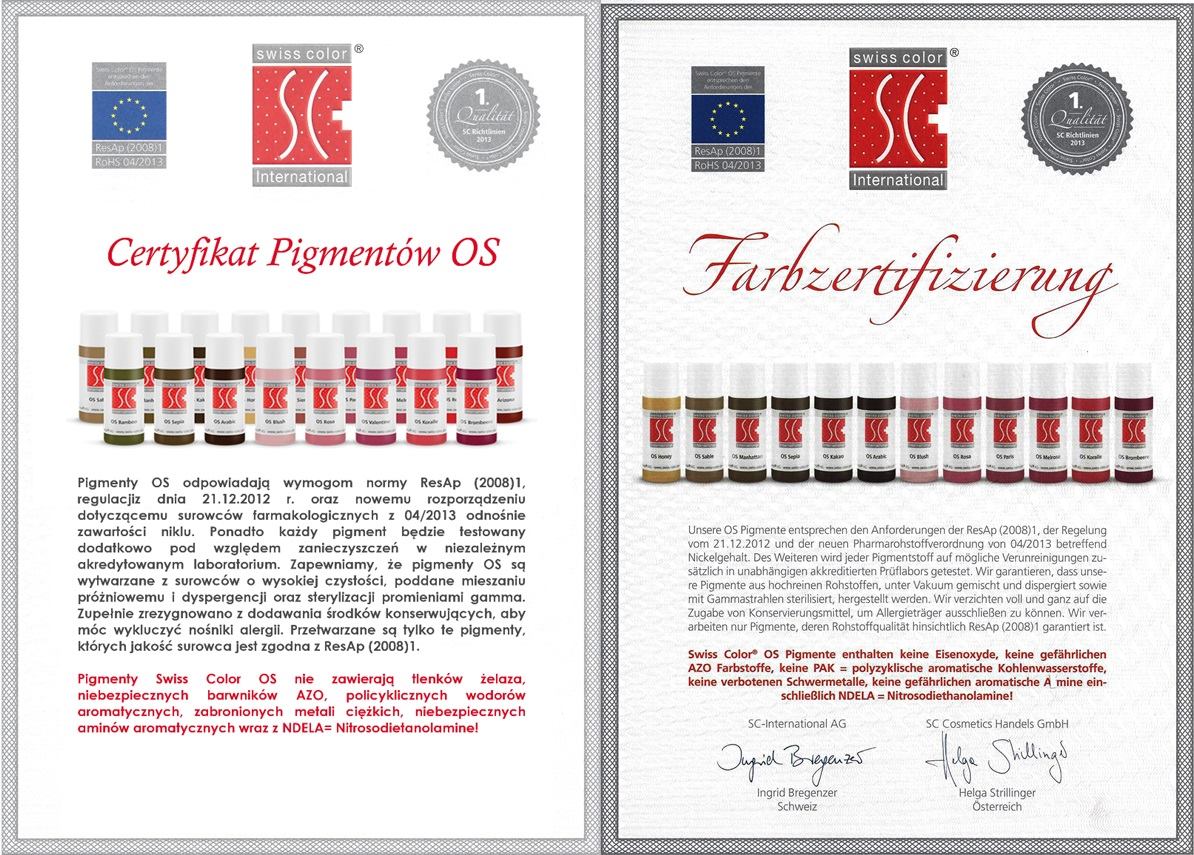 Swiss Color® OS Pigmente
entsprechen den
Anforderungen der
ResAp (2008)1
RoHS 04/2013
swiss color ®
SC
International
1.
Qualität
SC Richtlinien
2013
Certyfikat Pigmentów OS
OS Bamboo
OS Sepia
OS Arabic
OS Blush
OS Rosa
OS Valentine
OS Koralle
OS Brombeere
Arizona
Pigmenty OS odpowiadają wymogom normy ResAp (2008)1,
regulacjiz dnia 21.12.2012 r. oraz nowemu rozporządzeniu
dotyczącemu surowców farmakologicznych z 04/2013 odnośnie
zawartości niklu. Ponadto każdy pigment będzie testowany
dodatkowo pod względem zanieczyszczeń w niezależnym
akredytowanym laboratorium. Zapewniamy, że pigmenty OS są
wytwarzane z surowców o wysokiej czystości, poddane mieszaniu
próżniowemu i dyspergencji oraz sterylizacji promieniami gamma.
Zupełnie zrezygnowano z dodawania środków konserwujących, aby
móc wykluczyć nośniki alergii. Przetwarzane są tylko te pigmenty,
których jakość surowca jest zgodna z ResAp (2008)1.
Pigmenty Swiss Color OS nie zawierają tlenków żelaza,
niebezpiecznych barwników AZO, policyklicznych wodorów
aromatycznych, zabronionych metali ciężkich, niebezpiecznych
aminów aromatycznych wraz z NDELA= Nitrosodietanolamine!
Swiss Color® OS Pigmente
entsprechen den
Anforderungen der
ResAp (2008)1
RoHS 04/2013
swiss color ®
SC
International
1.
Qualität
SC Richtlinien
2013
Farbzertifizierung
OS Honey
OS Sable
OS Manhattan
OS Sepia
OS Kakao
OS Arabic
OS Blush
OS Rosa
OS Paris
OS Melrose
OS Koralle
OS Brombeere
Unsere OS Pigmente entsprechen den Anforderungen der ResAp (2008)1, der Regelung
vom 21.12.2012 und der neuen Pharmarohstoffverordnung von 04/2013 betreffend
Nickelgehalt. Des Weiteren wird jeder Pigmentstoff auf mögliche Verunreinigungen zu-
sätzlich in unabhängigen akkreditierten Prüflabors getestet. Wir garantieren, dass unse-
re Pigmente aus hochreinen Rohstoffen, unter Vakuum gemischt und dispergiert sowie
mit Gammastrahlen sterilisiert, hergestellt werden. Wir verzichten voll und ganz auf die
Zugabe von Konservierungsmittel, um Allergieträger ausschließen zu können. Wir ver-
arbeiten nur Pigmente, deren Rohstoffqualität hinsichtlich ResAp (2008)1 garantiert ist.
Swiss Color® OS Pigmente enthalten keine Eisenoxyde, keine gefährlichen
AZO Farbstoffe, keine PAK = polyzyklische aromatische Kohlenwasserstoffe,
keine verbotenen Schwermetalle, keine gefährlichen aromatische A_mine ein-
schließlich NDELA = Nitrosodiethanolamine!
SC-International AG
SC Cosmetics Handels GmbH
Ingrid Bregenzer
Helga Strillinger
Ingrid Bregenzer
Schweiz
Helga Strillinger
Österreich